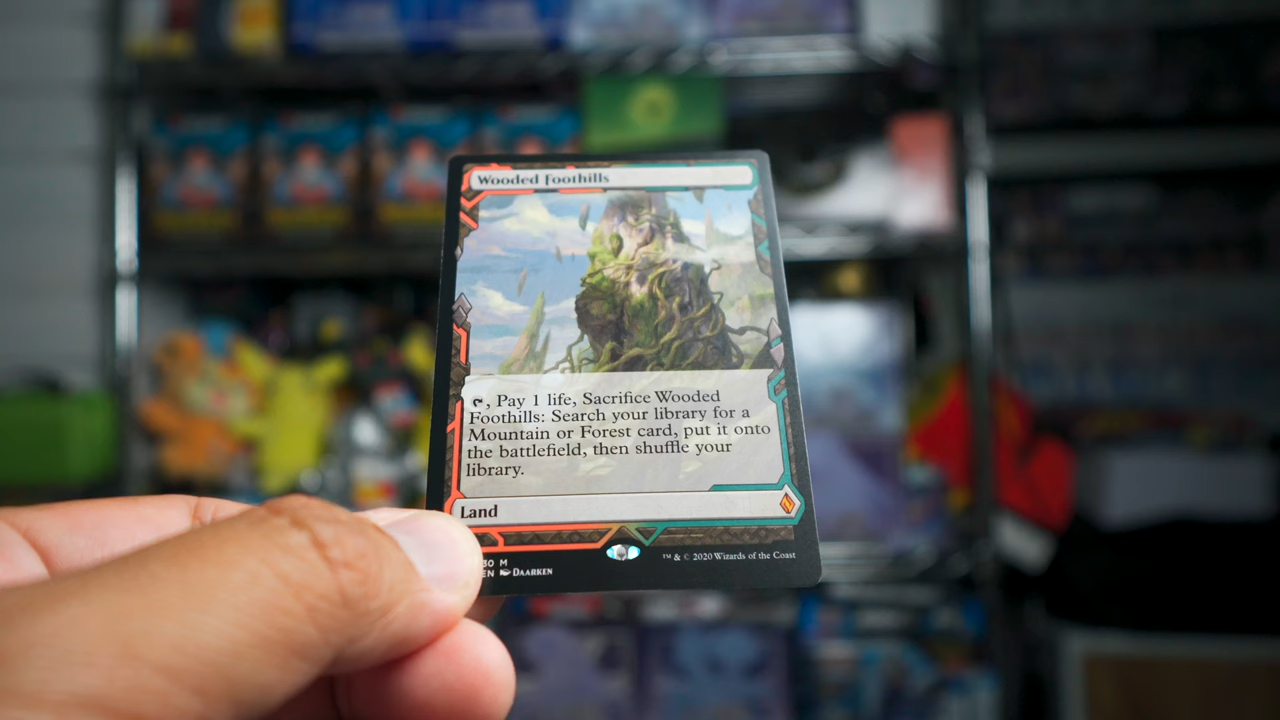 Wooded Foothills
, Pay 1 life, Sacrifice Wooded
Foothills: Search your library for a
Mountain or Forest card, put it onto
the battlefield, then shuffle your
library.
Land
30 M
EN DAARKEN
™ & © 2020 Wizards of the Coast